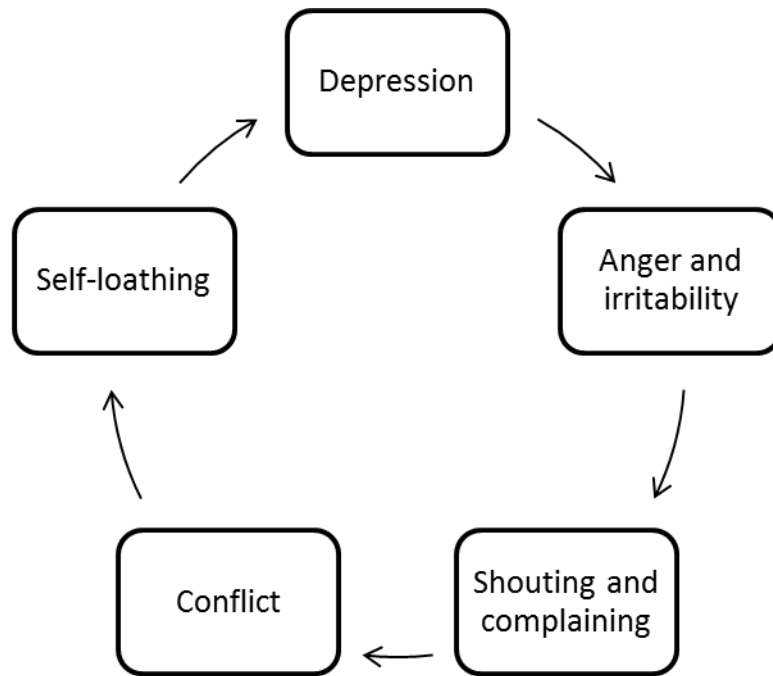 Depression
Anger and
irritability
Shouting and
complaining
Conflict
Self-loathing